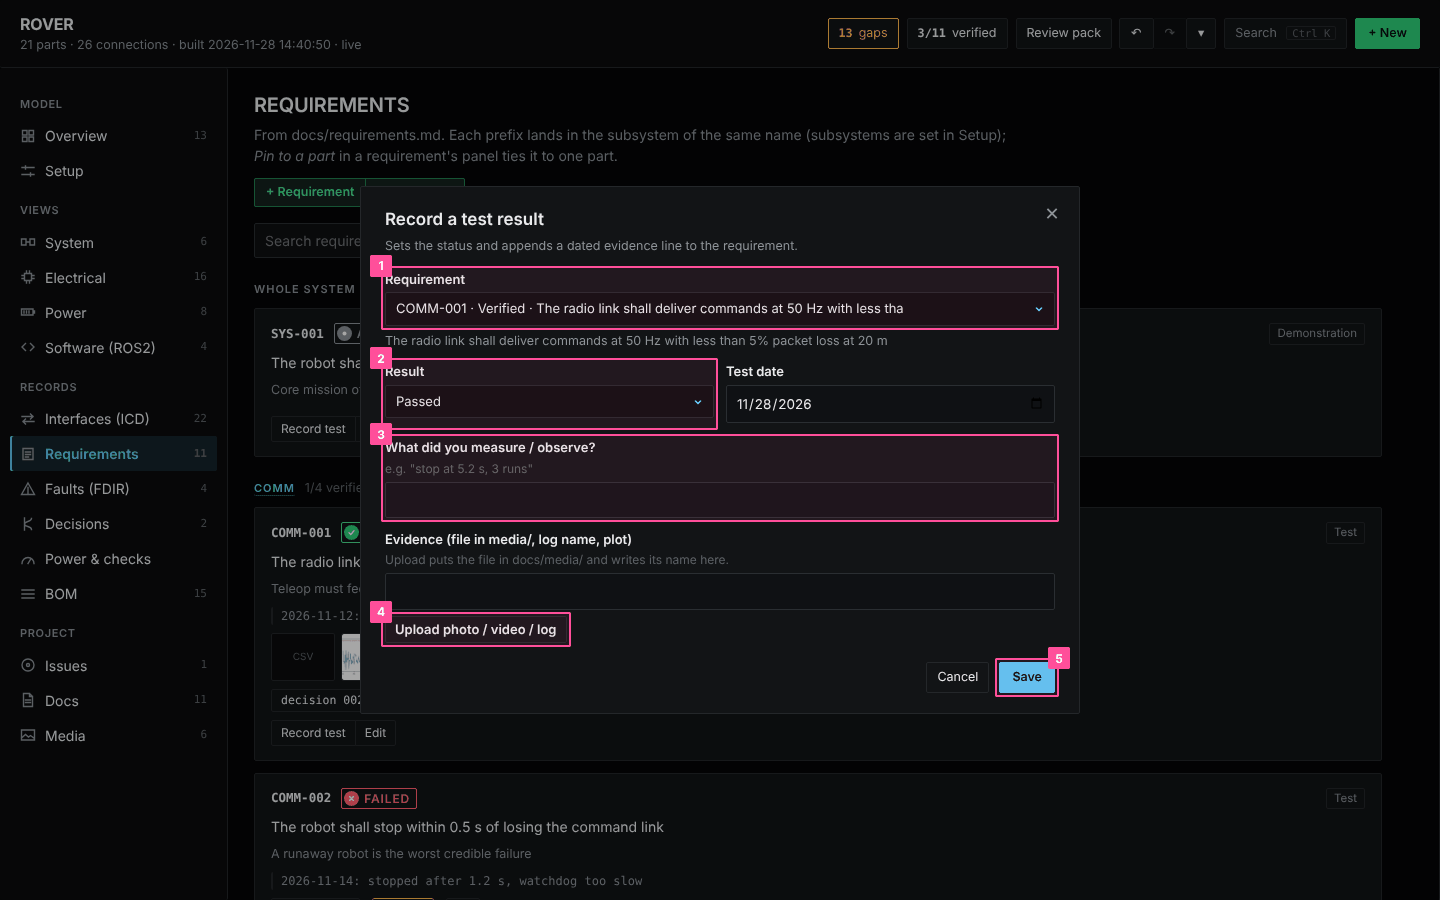 ROVER
21 parts · 26 connections · built 2026-11-28 14:40:50 · live
13 gaps
3/11 verified
Review pack
Search Ctrl K
+ New
MODEL
Overview 13
Setup
VIEWS
System 6
Electrical 16
Power 8
Software (ROS2) 4
RECORDS
Interfaces (ICD) 22
Requirements 11
Faults (FDIR) 4
Decisions 2
Power & checks
BOM 15
PROJECT
Issues 1
Docs 11
Media 6
REQUIREMENTS
From docs/requirements.md. Each prefix lands in the subsystem of the same name (subsystems are set in Setup);
Pin to a part in a requirement's panel ties it to one part.
+ Requirement
Search require
WHOLE SYSTEM
SYS-001
Demonstration
The robot sha
Core mission o
Record test
COMM 1/4 verifie
COMM-001
Test
The radio link
Teleop must fe
2026-11-12:
CSV
decision 002
Record test Edit
COMM-002 FAILED
Test
The robot shall stop within 0.5 s of losing the command link
A runaway robot is the worst credible failure
2026-11-14: stopped after 1.2 s, watchdog too slow
Record a test result
Sets the status and appends a dated evidence line to the requirement.
1
Requirement
COMM-001 · Verified · The radio link shall deliver commands at 50 Hz with less tha
The radio link shall deliver commands at 50 Hz with less than 5% packet loss at 20 m
2
Result
Passed
Test date
11/28/2026
3
What did you measure / observe?
e.g. "stop at 5.2 s, 3 runs"
Evidence (file in media/, log name, plot)
Upload puts the file in docs/media/ and writes its name here.
4
Upload photo / video / log
5
Cancel
Save